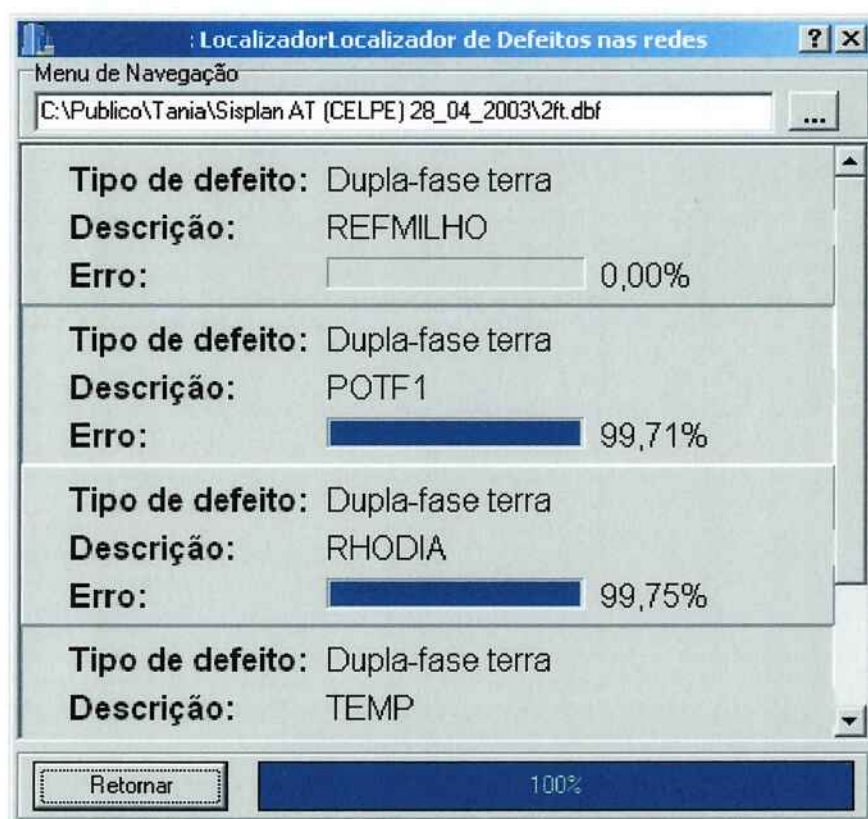 : LocalizadorLocalizador de Defeitos nas redes
Menu de Navegação
C:\Publico\Tania\Sisplan AT (CELPE) 28_04_2003\2ft.dbf
...
Tipo de defeito: Dupla-fase terra
Descrição: REFMILHO
Erro: 0,00%
Tipo de defeito: Dupla-fase terra
Descrição: POTF1
Erro: 99,71%
Tipo de defeito: Dupla-fase terra
Descrição: RHODIA
Erro: 99,75%
Tipo de defeito: Dupla-fase terra
Descrição: TEMP
Retornar 100%